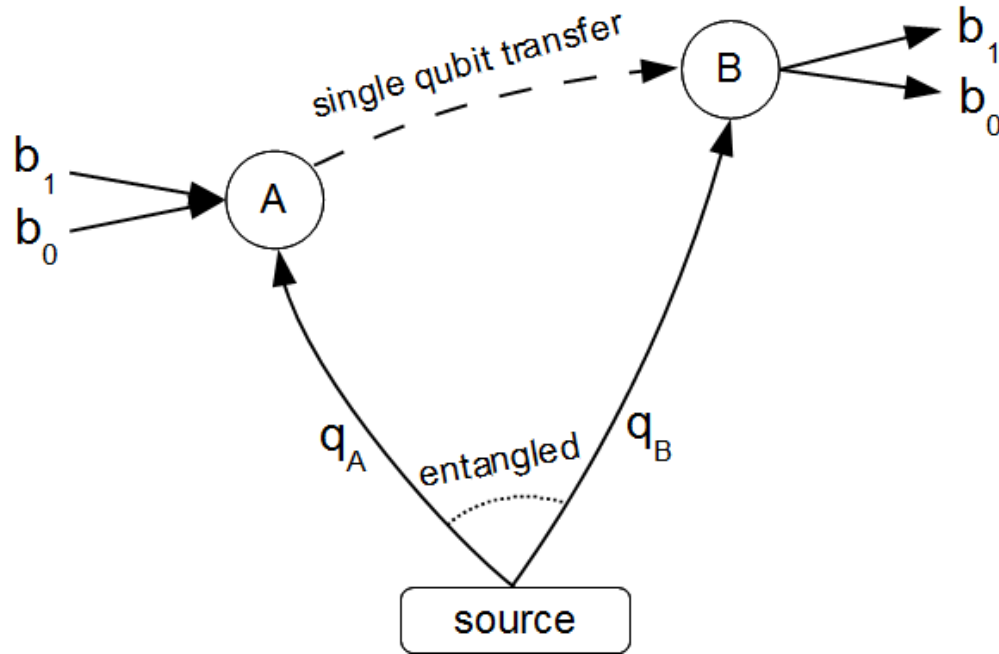 single qubit transfer
b1
b0
A
B
b1
b0
qA
entangled
qB
source